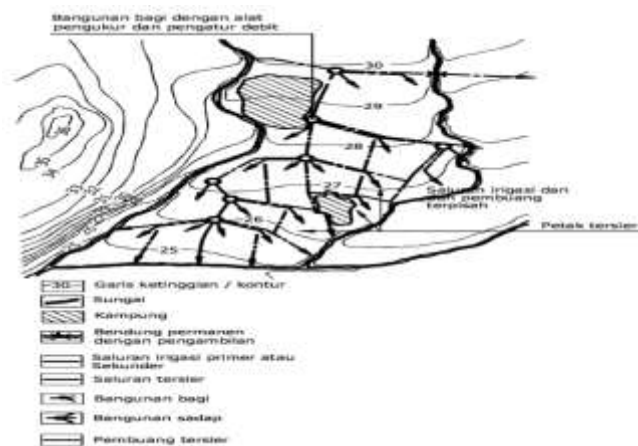 Bangunan bagi dengan alat
pengukur dan pengatur debit
30
29
28
27
Saluran irigasi dan
dan pembuang
terpisah
26
Petak tersier
25
30 Garis ketinggian / kontur
Sungai
Kampung
Bendung permanen
dengan pengambilan
Saluran irigasi primer atau
Sekunder
Saluran tersier
Bangunan bagi
Bangunan sadap
Pembuang tersier